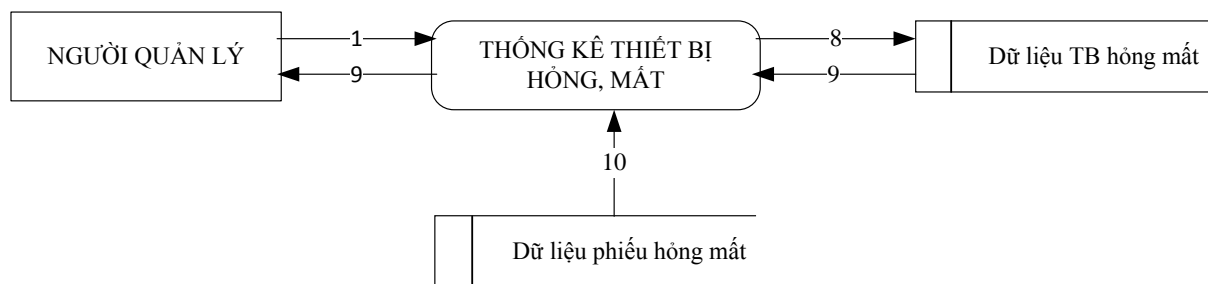 NGƯỜI QUẢN LÝ
1
9
THỐNG KÊ THIẾT BỊ
HỎNG, MẤT
8
9
Dữ liệu TB hỏng mất
10
Dữ liệu phiếu hỏng mất